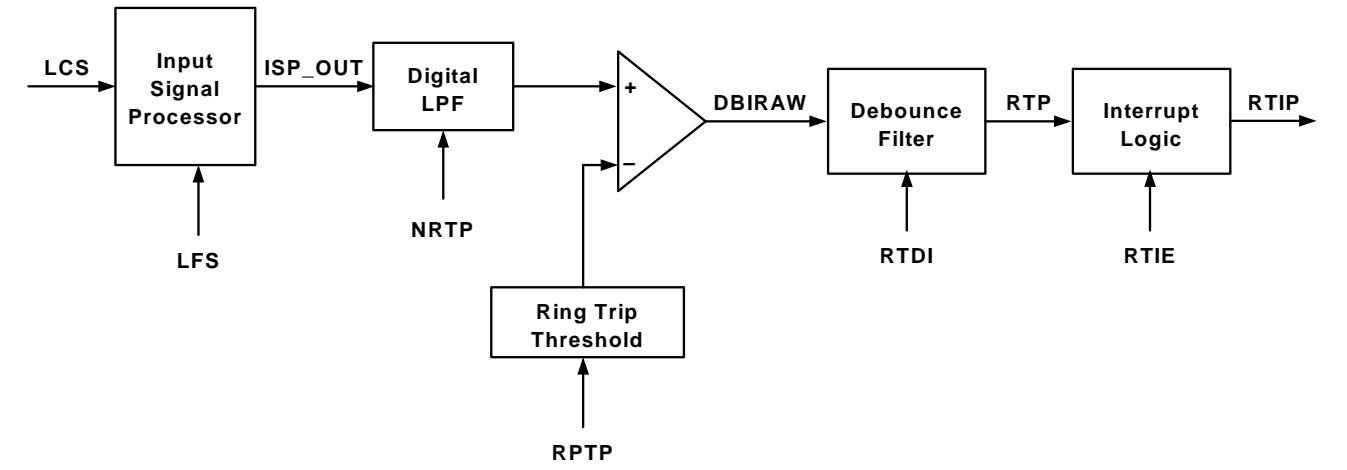 LCS
Input
Signal
Processor
LFS
ISP_OUT
Digital
LPF
NRTP
+
–
Ring Trip
Threshold
RPTP
DBIRAW
Debounce
Filter
RTDI
RTP
Interrupt
Logic
RTIE
RTIP